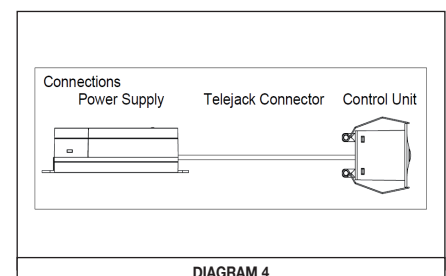 Connections
Power Supply Telejack Connector Control Unit
DIAGRAM 4